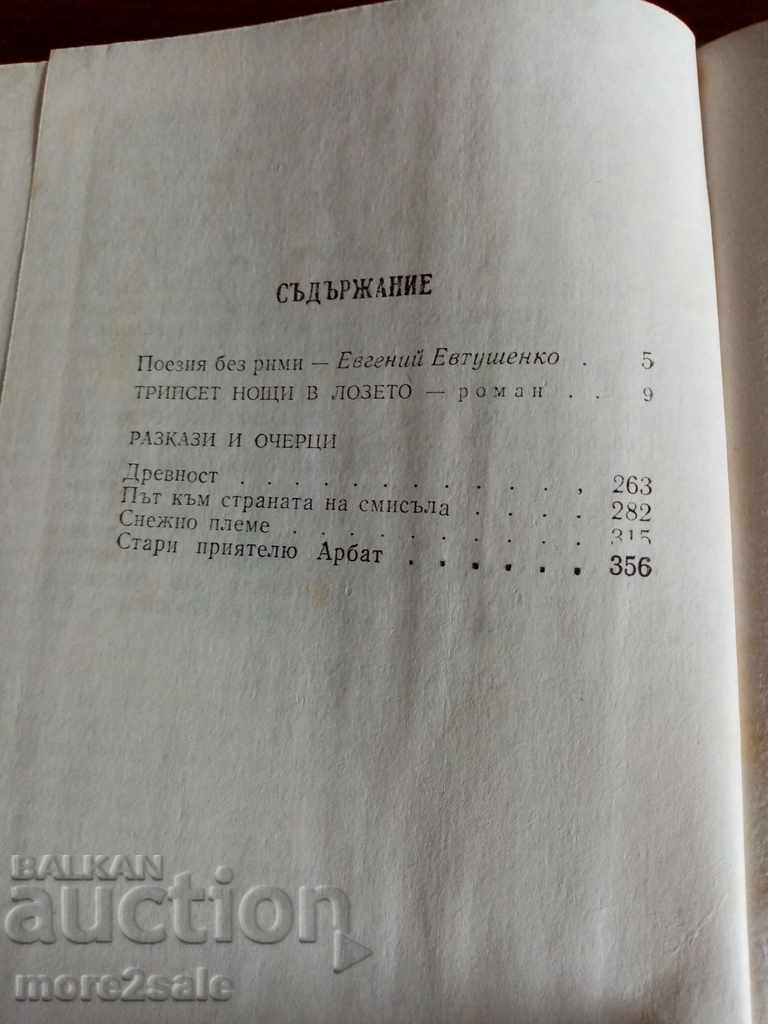 СЪДЪРЖАНИЕ
Поезия без рими — Евгений Евтушенко . 5
ТРИПСЕТ НОЩИ В ЛОЗЕТО — роман . . 9
РАЗКАЗИ И ОЧЕРЦИ
Древност . . . . . . . . . . . , 263
Път към страната на смисъла . . . . 282
Снежно племе . . . . . . . . . . 315
Стари приятелю Арбат . . . . . . 356
BALKAN
auction
more2sale